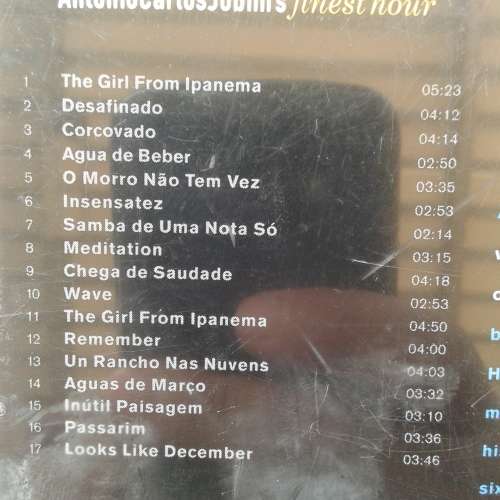 AntonioCarlosJobim's finest hour
1 The Girl From Ipanema 05:23
2 Desafinado 04:12
3 Corcovado 04:14
4 Agua de Beber 02:50
5 O Morro Não Tem Vez 03:35
6 Insensatez 02:53
7 Samba de Uma Nota Só 02:14
8 Meditation 03:15
9 Chega de Saudade 04:18
10 Wave 02:53
11 The Girl From Ipanema 04:50
12 Remember 04:00
13 Un Rancho Nas Nuvens 04:03
14 Aguas de Março 03:32
15 Inútil Paisagem 03:10
16 Passarim 03:36
17 Looks Like December 03:46